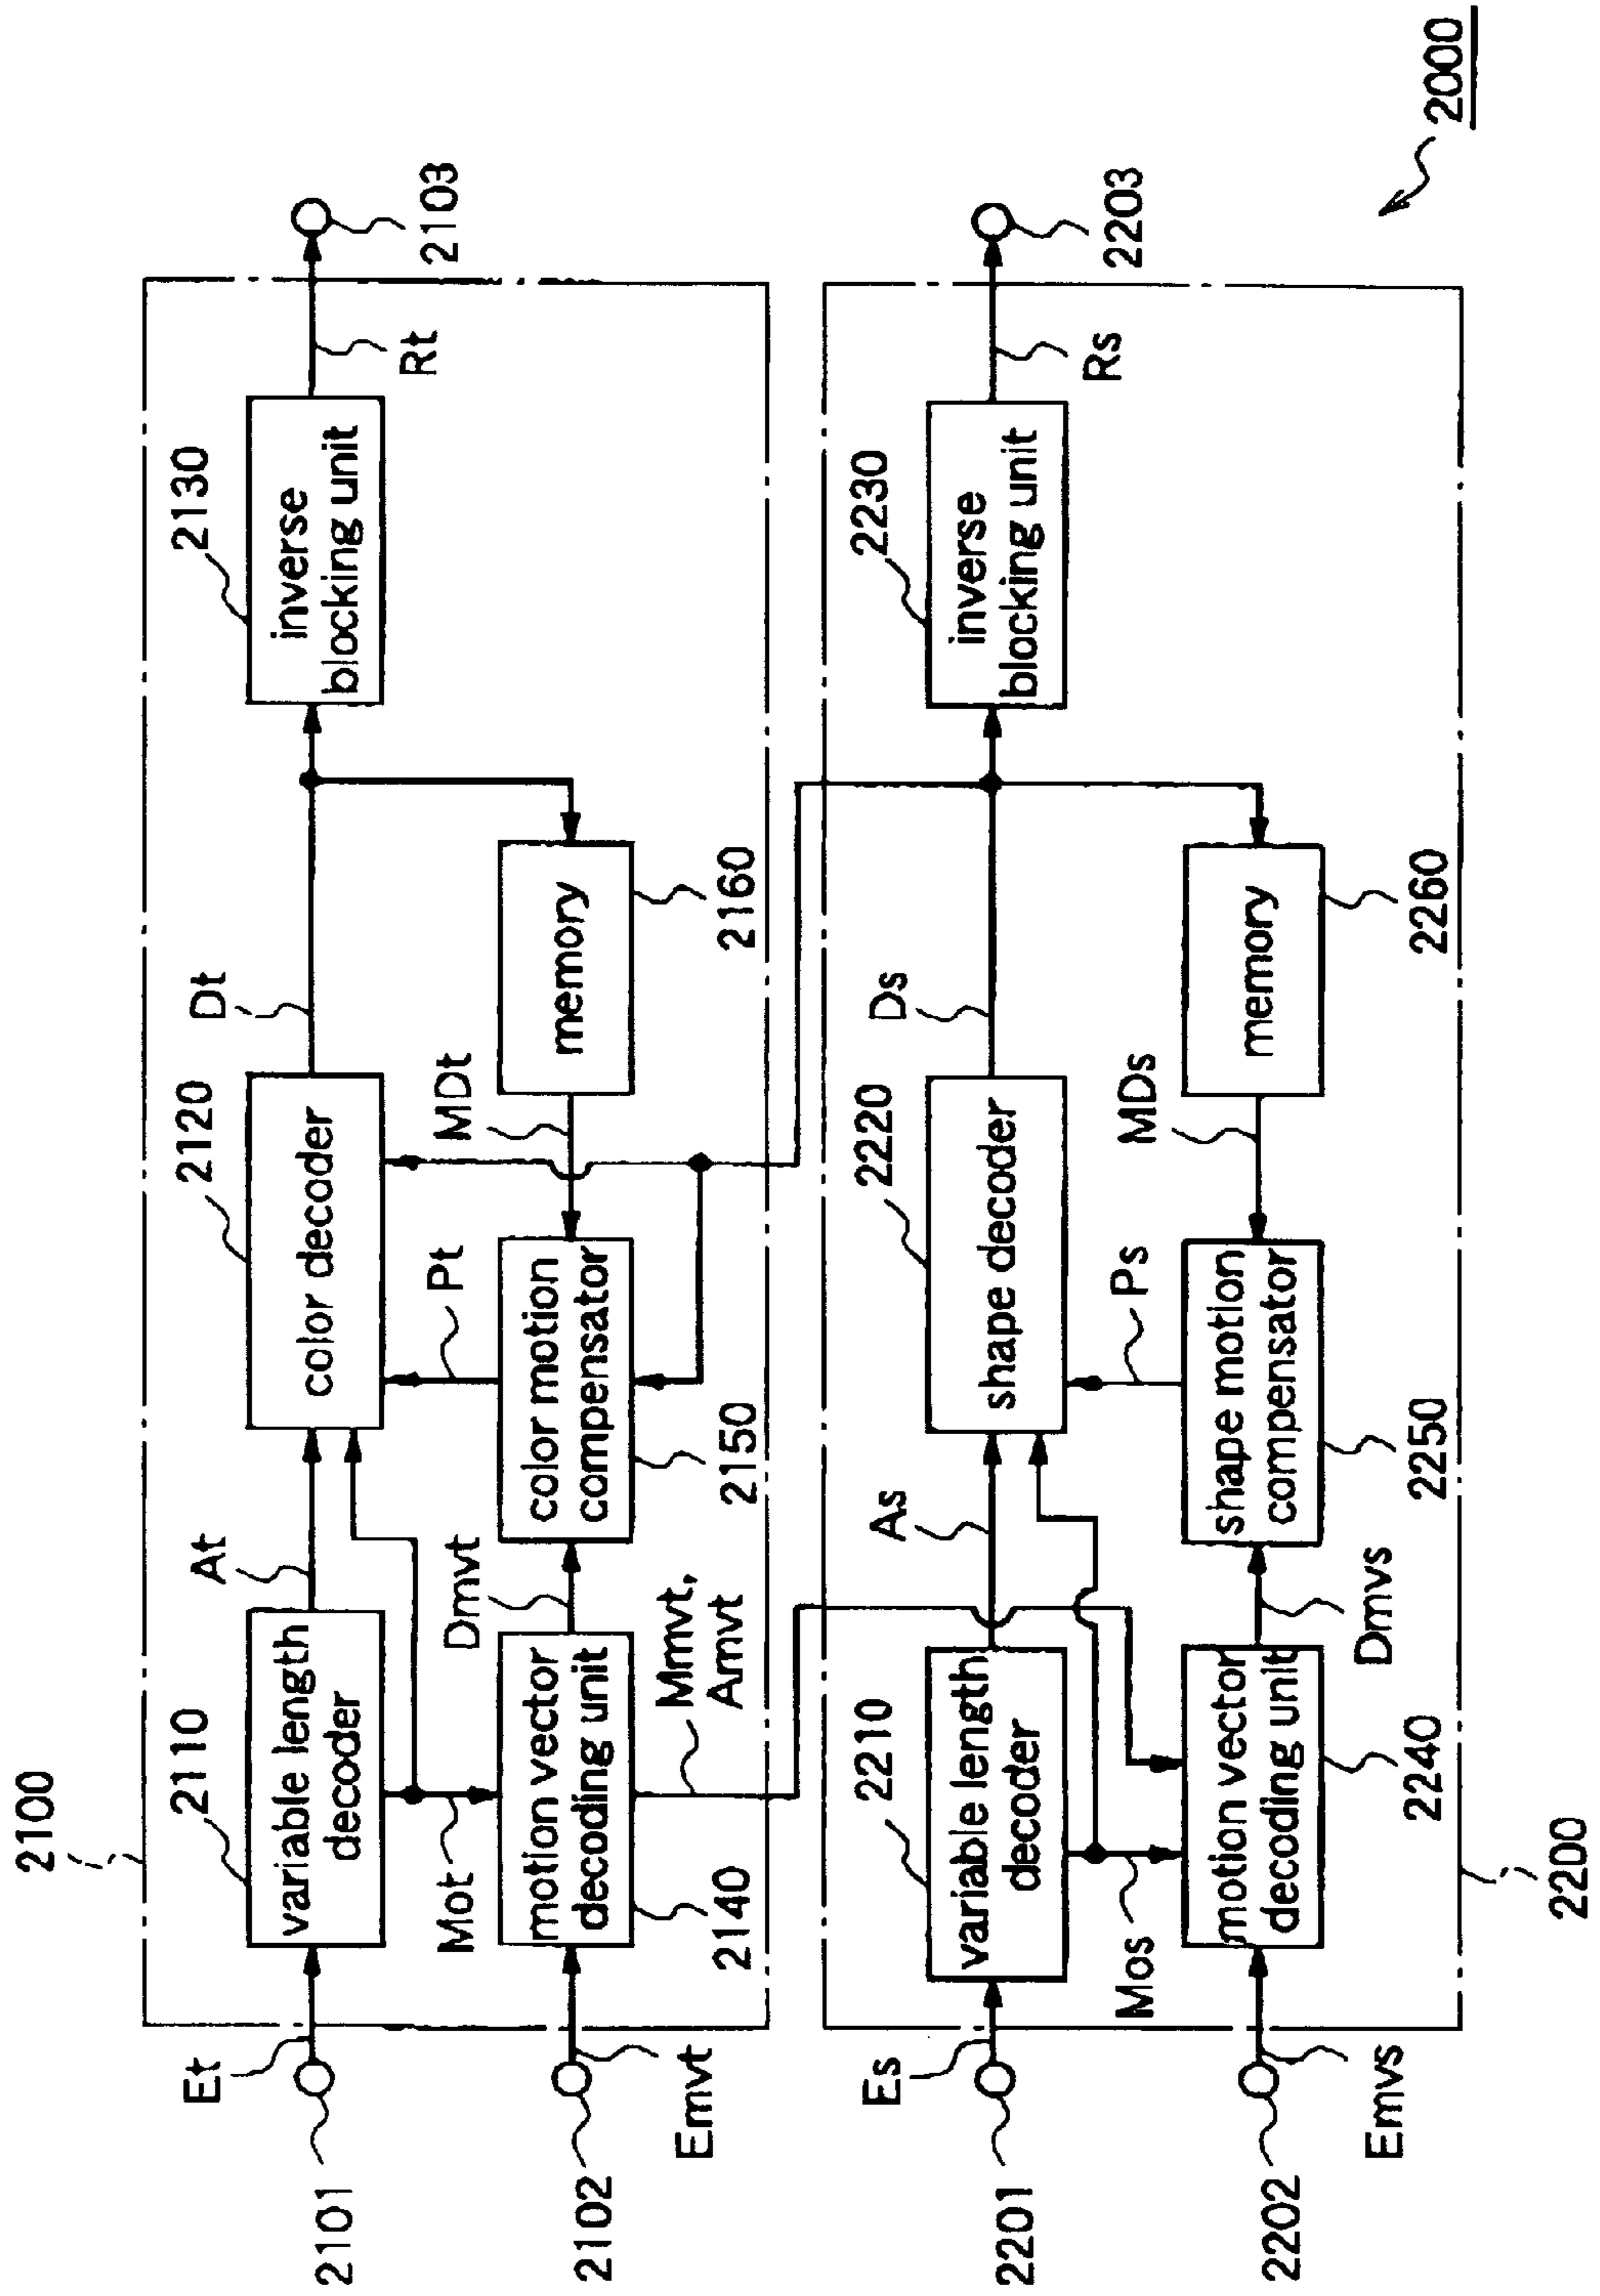 2000
2100
2110
variable length
decoder
2120
color decoder
2130
inverse
blocking unit
Et
At
Dt
Rt
2101
2103
Mot
Pt
MDt
2102
Emvt
motion vector
decoding unit
2140
Dmvt
color motion
compensator
2150
memory
2160
Mmvt,
Amvt
2210
variable length
decoder
2220
shape decoder
2230
inverse
blocking unit
Es
As
Ds
Rs
2201
2203
Mos
Ps
MDs
2202
Emvs
motion vector
decoding unit
2240
Dmvs
shape motion
compensator
2250
memory
2260
2200